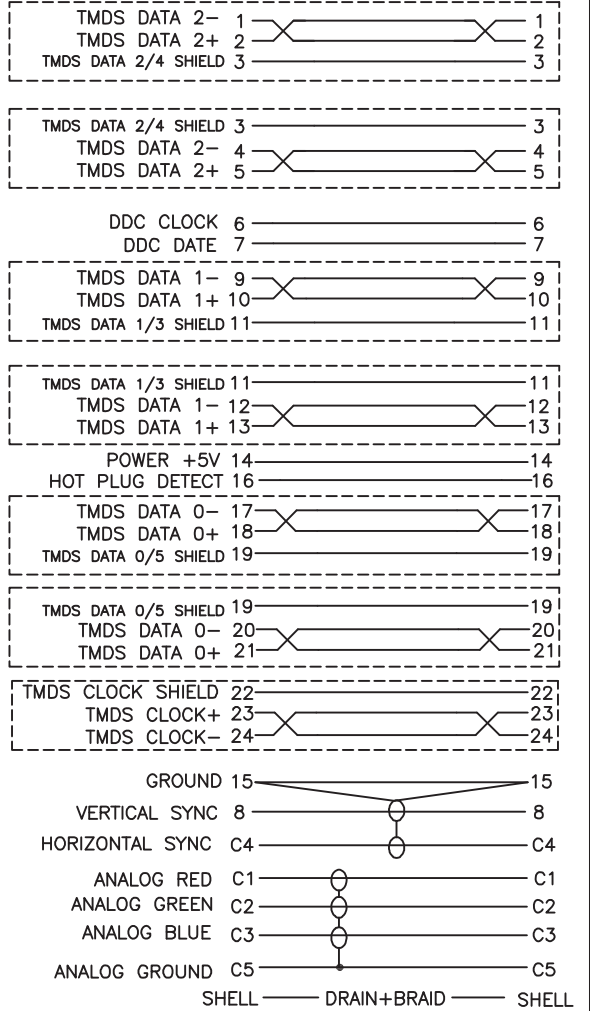 TMDS DATA 2- 1 1
TMDS DATA 2+ 2 2
TMDS DATA 2/4 SHIELD 3 3
TMDS DATA 2/4 SHIELD 3 3
TMDS DATA 2- 4 4
TMDS DATA 2+ 5 5
DDC CLOCK 6 6
DDC DATE 7 7
TMDS DATA 1- 9 9
TMDS DATA 1+ 10 10
TMDS DATA 1/3 SHIELD 11 11
TMDS DATA 1/3 SHIELD 11 11
TMDS DATA 1- 12 12
TMDS DATA 1+ 13 13
POWER +5V 14 14
HOT PLUG DETECT 16 16
TMDS DATA 0- 17 17
TMDS DATA 0+ 18 18
TMDS DATA 0/5 SHIELD 19 19
TMDS DATA 0/5 SHIELD 19 19
TMDS DATA 0- 20 20
TMDS DATA 0+ 21 21
TMDS CLOCK SHIELD 22 22
TMDS CLOCK+ 23 23
TMDS CLOCK- 24 24
GROUND 15 15
VERTICAL SYNC 8 8
HORIZONTAL SYNC C4 C4
ANALOG RED C1 C1
ANALOG GREEN C2 C2
ANALOG BLUE C3 C3
ANALOG GROUND C5 C5
SHELL DRAIN+BRAID SHELL